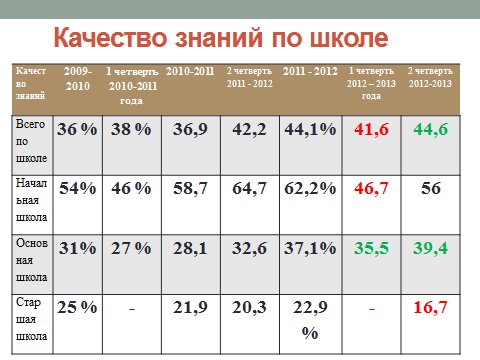 Качество знаний по школе
Качест
во
знаний
2009-
2010
1 четверть
2010-2011
года
2010-2011
2 четверть
2011 - 2012
2011 - 2012
1 четверть
2012 – 2013
года
2 четверть
2012-2013
Всего
по
школе
36 %
38 %
36,9
42,2
44,1%
41,6
44,6
Началь
ьная
школа
54%
46 %
58,7
64,7
62,2%
46,7
56
Основ
ная
школа
31%
27 %
28,1
32,6
37,1%
35,5
39,4
Стар
шая
школа
25 %
-
21,9
20,3
22,9
%
-
16,7